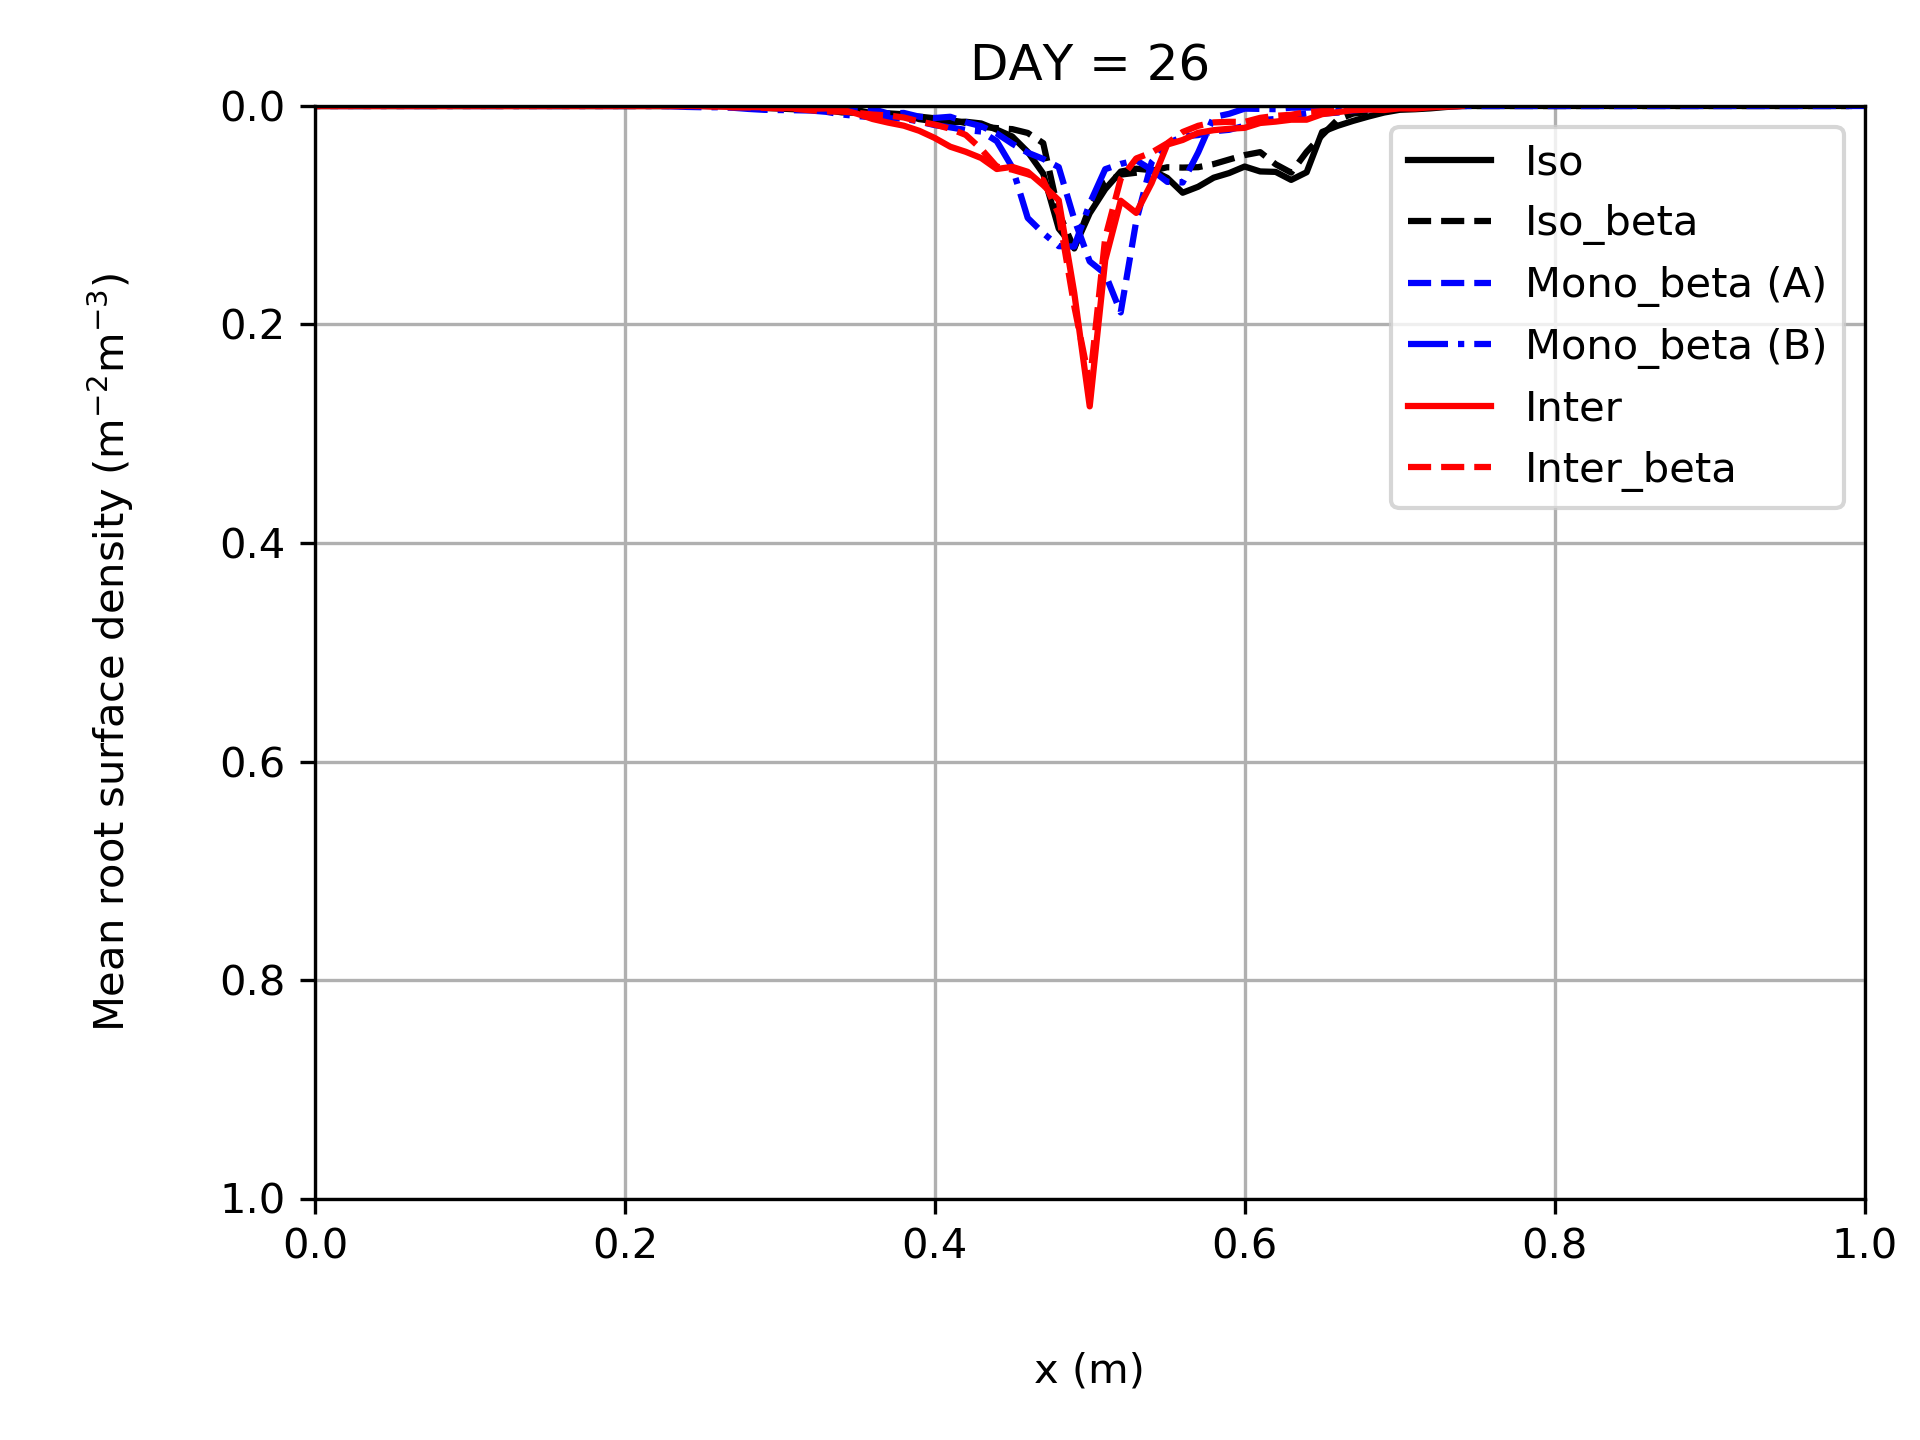 DAY = 26
Mean root surface density (m⁻²m⁻³)
0.0
0.2
0.4
0.6
0.8
1.0
Iso
Iso_beta
Mono_beta (A)
Mono_beta (B)
Inter
Inter_beta
0.0 0.2 0.4 0.6 0.8 1.0
x (m)